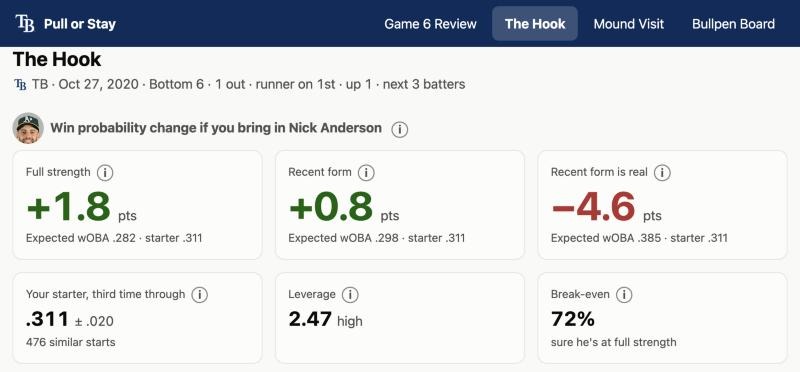 TB Pull or Stay Game 6 Review The Hook Mound Visit Bullpen Board
The Hook
TB TB · Oct 27, 2020 · Bottom 6 · 1 out · runner on 1st · up 1 · next 3 batters
Win probability change if you bring in Nick Anderson i
Full strength i
+1.8 pts
Expected wOBA .282 · starter .311
Recent form i
+0.8 pts
Expected wOBA .298 · starter .311
Recent form is real i
−4.6 pts
Expected wOBA .385 · starter .311
Your starter, third time through i
.311 ± .020
476 similar starts
Leverage i
2.47 high
Break-even i
72%
sure he's at full strength